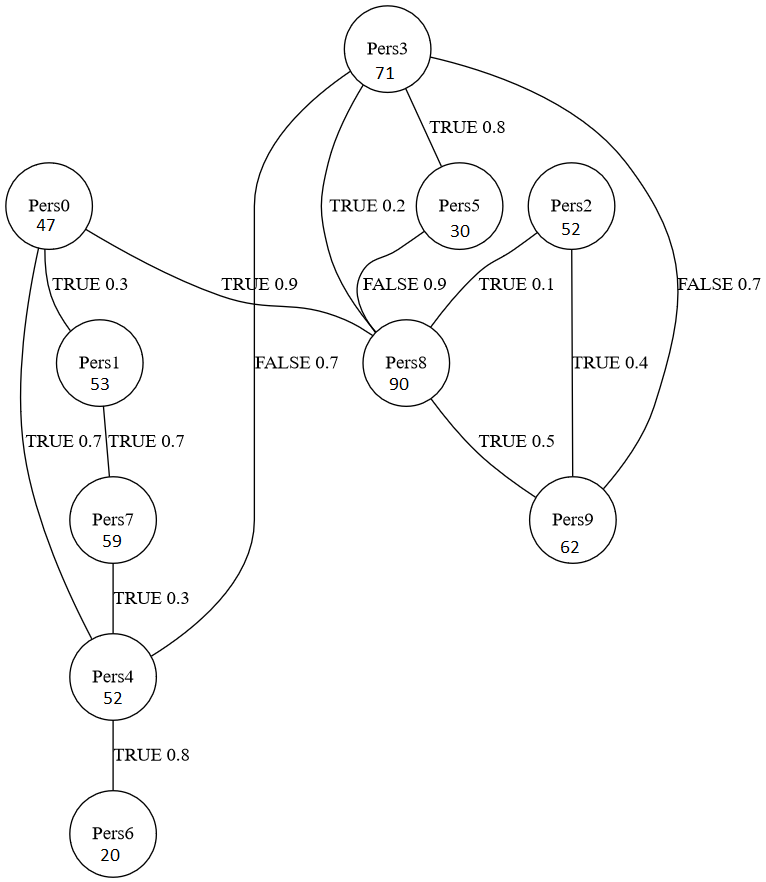 Pers3
71
TRUE 0.8
Pers0
47
TRUE 0.2
Pers5
30
Pers2
52
TRUE 0.3
TRUE 0.9
FALSE 0.9
TRUE 0.1
FALSE 0.7
Pers1
53
FALSE 0.7
Pers8
90
TRUE 0.4
TRUE 0.7
TRUE 0.7
TRUE 0.5
Pers7
59
Pers9
62
TRUE 0.3
Pers4
52
TRUE 0.8
Pers6
20